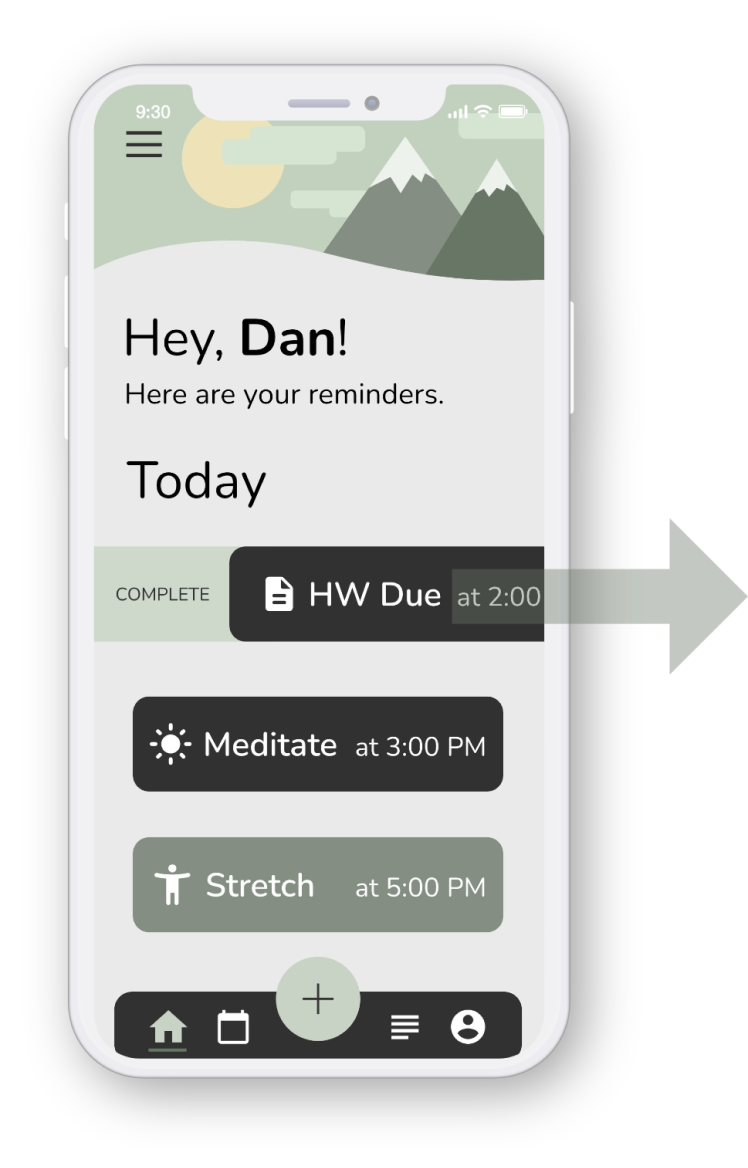 9:30
Hey, Dan!
Here are your reminders.
Today
COMPLETE HW Due at 2:00
Meditate at 3:00 PM
Stretch at 5:00 PM